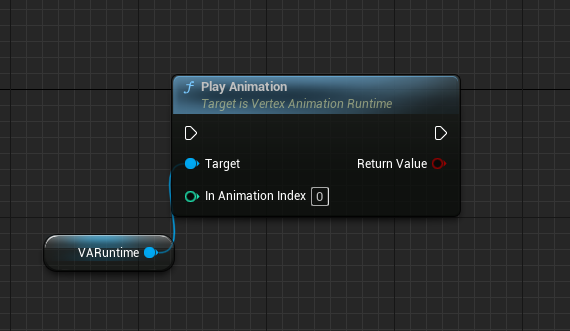 Play Animation
Target is Vertex Animation Runtime
Target
Return Value
In Animation Index 0
VARuntime